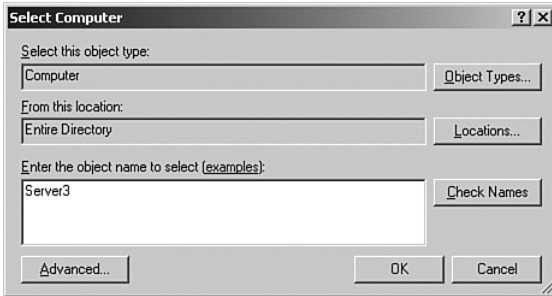 Select Computer
Select this object type:
Computer
Object Types...
From this location:
Entire Directory
Locations...
Enter the object name to select (examples):
Server3
Check Names
Advanced...
OK
Cancel